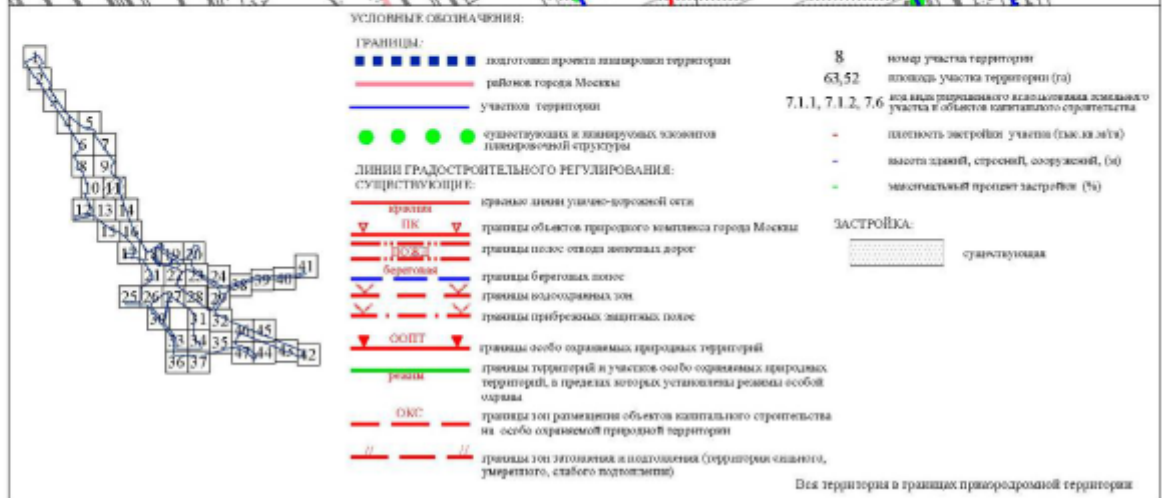 УСЛОВНЫЕ ОБОЗНАЧЕНИЯ:
ГРАНИЦЫ:
подготовки проекта планировки территории
районов города Москвы
участков территории
существующих и планируемых элементов
планировочной структуры
ЛИНИИ ГРАДОСТРОИТЕЛЬНОГО РЕГУЛИРОВАНИЯ:
СУЩЕСТВУЮЩИЕ:
красные линии улично-дорожной сети
ПК
границы объектов природного комплекса города Москвы
границы полос отвода железных дорог
береговая
границы береговых полос
границы водоохранных зон
границы прибрежных защитных полос
ООПТ
границы особо охраняемых природных территорий
режим
границы территорий и участков особо охраняемых природных
территорий, в пределах которых установлены режимы особой
охраны
ОКС
границы зон размещения объектов капитального строительства
на особо охраняемой природной территории
границы зон затопления и подтопления (территории сильного,
умеренного, слабого подтопления)
8 номер участка территории
63,52 площадь участка территории (га)
7.1.1, 7.1.2, 7.6 код вида разрешенного использования земельного
участка и объектов капитального строительства
- плотность застройки участка (тыс.кв.м/га)
- высота зданий, строений, сооружений, (м)
- максимальный процент застройки (%)
ЗАСТРОЙКА:
существующая
Вся территория в границах приаэродромной территории
1
2
4 5
6 7
8 9
10 11
12 13 14
15 16
19 20
21 22 23 24 38 39 40 41
25 26 27 28 29
30 31 32 46 45
33 34 35 47 44 43 42
36 37